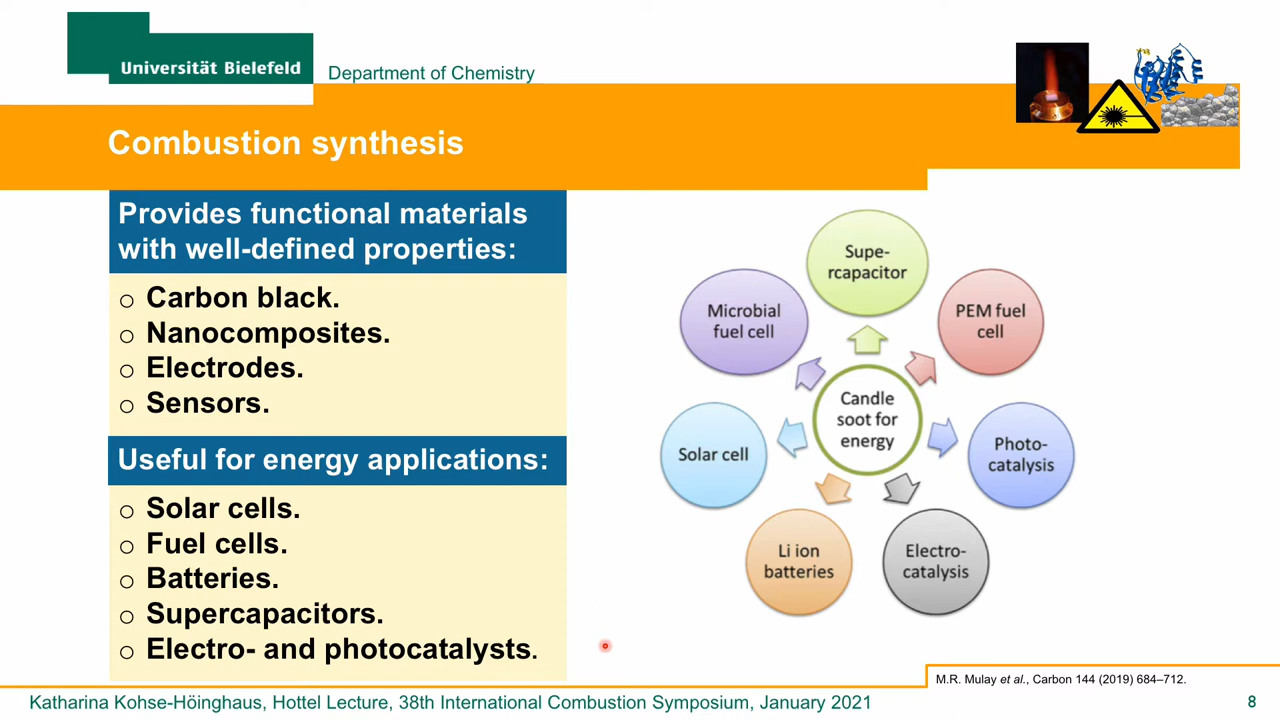 Universität Bielefeld
Department of Chemistry
Combustion synthesis
Provides functional materials
with well-defined properties:
o Carbon black.
o Nanocomposites.
o Electrodes.
o Sensors.
Useful for energy applications:
o Solar cells.
o Fuel cells.
o Batteries.
o Supercapacitors.
o Electro- and photocatalysts.
Supe-
rcapacitor
PEM fuel
cell
Photo-
catalysis
Electro-
catalysis
Li ion
batteries
Solar cell
Microbial
fuel cell
Candle
soot for
energy
M.R. Mulay et al., Carbon 144 (2019) 684–712.
Katharina Kohse-Höinghaus, Hottel Lecture, 38th International Combustion Symposium, January 2021
8